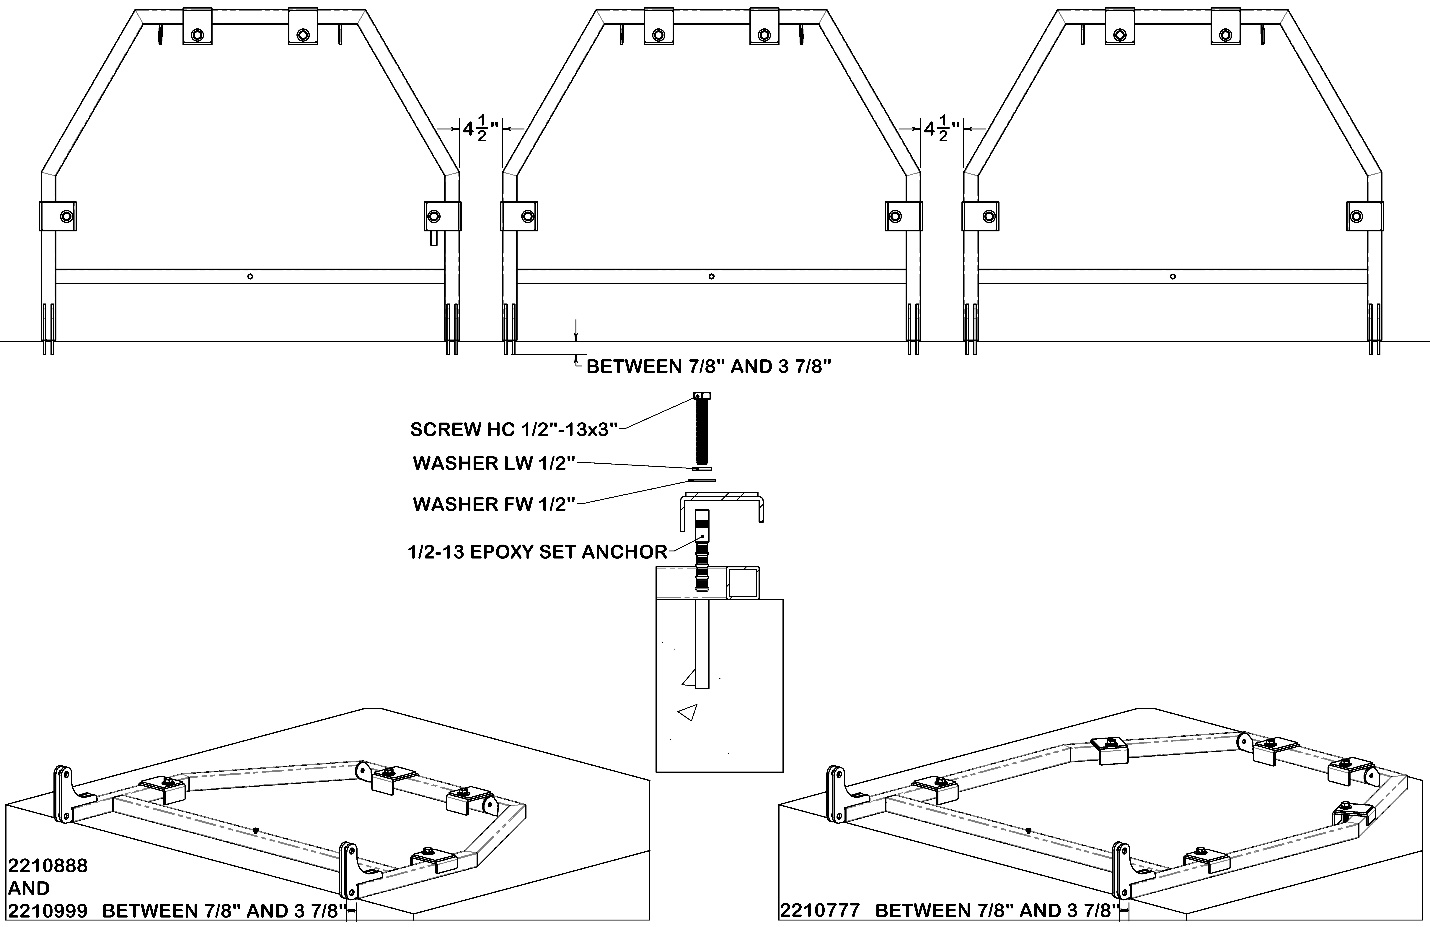 4 1/2"
4 1/2"
BETWEEN 7/8" AND 3 7/8"
SCREW HC 1/2"-13x3"
WASHER LW 1/2"
WASHER FW 1/2"
1/2-13 EPOXY SET ANCHOR
2210888
AND
2210999 BETWEEN 7/8" AND 3 7/8"
2210777 BETWEEN 7/8" AND 3 7/8"